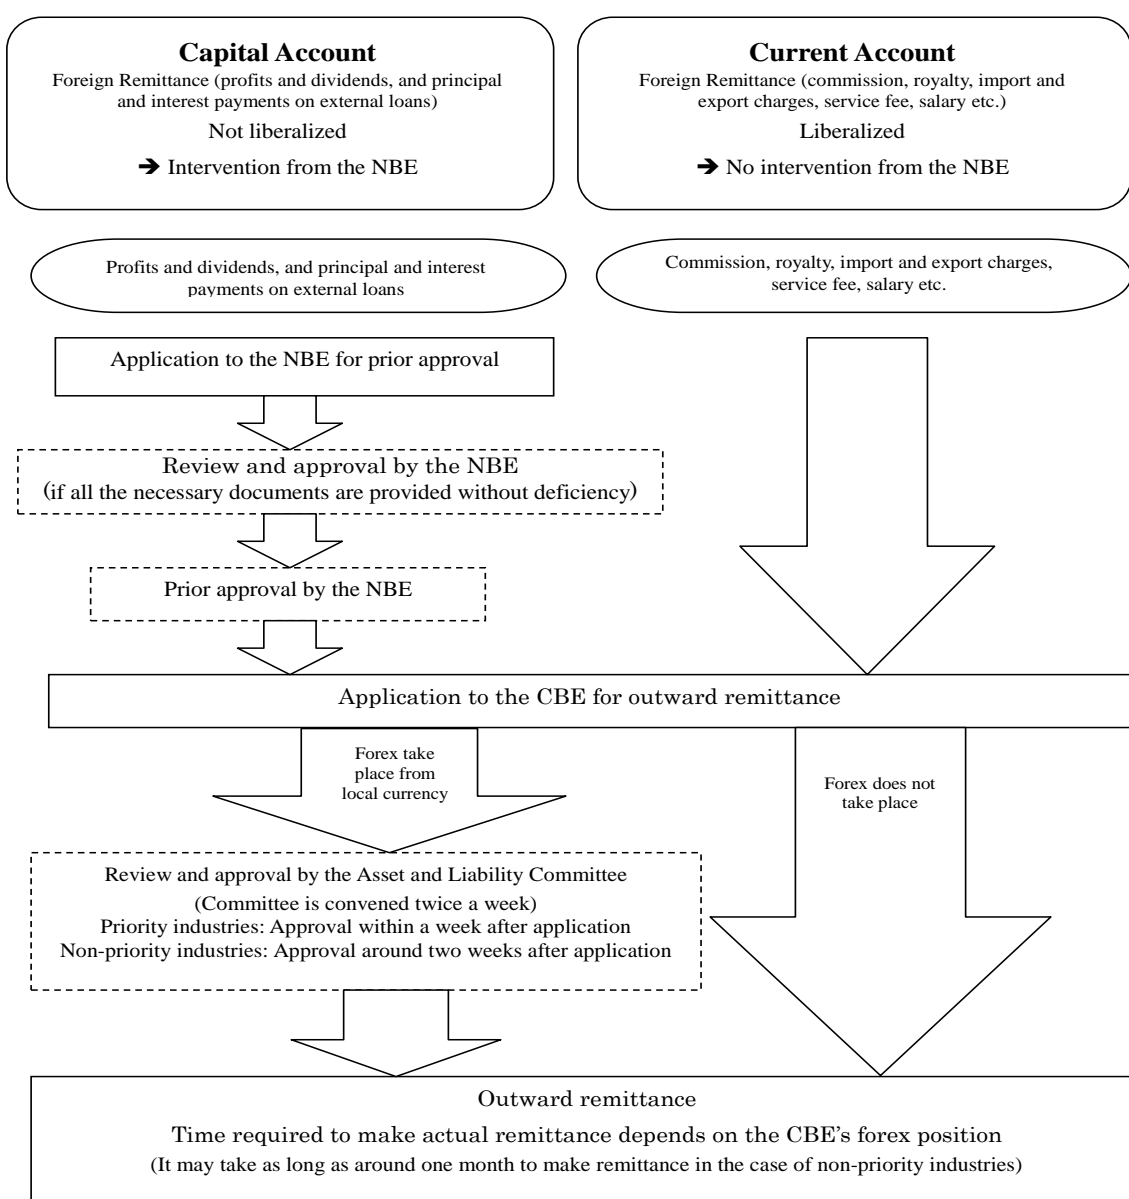 Capital Account
Foreign Remittance (profits and dividends, and principal
and interest payments on external loans)
Not liberalized
➔ Intervention from the NBE
Current Account
Foreign Remittance (commission, royalty, import and
export charges, service fee, salary etc.)
Liberalized
➔ No intervention from the NBE
Profits and dividends, and principal and interest
payments on external loans
Commission, royalty, import and export charges,
service fee, salary etc.
Application to the NBE for prior approval
Review and approval by the NBE
(if all the necessary documents are provided without deficiency)
Prior approval by the NBE
Application to the CBE for outward remittance
Forex take
place from
local currency
Forex does not
take place
Review and approval by the Asset and Liability Committee
(Committee is convened twice a week)
Priority industries: Approval within a week after application
Non-priority industries: Approval around two weeks after application
Outward remittance
Time required to make actual remittance depends on the CBE's forex position
(It may take as long as around one month to make remittance in the case of non-priority industries)